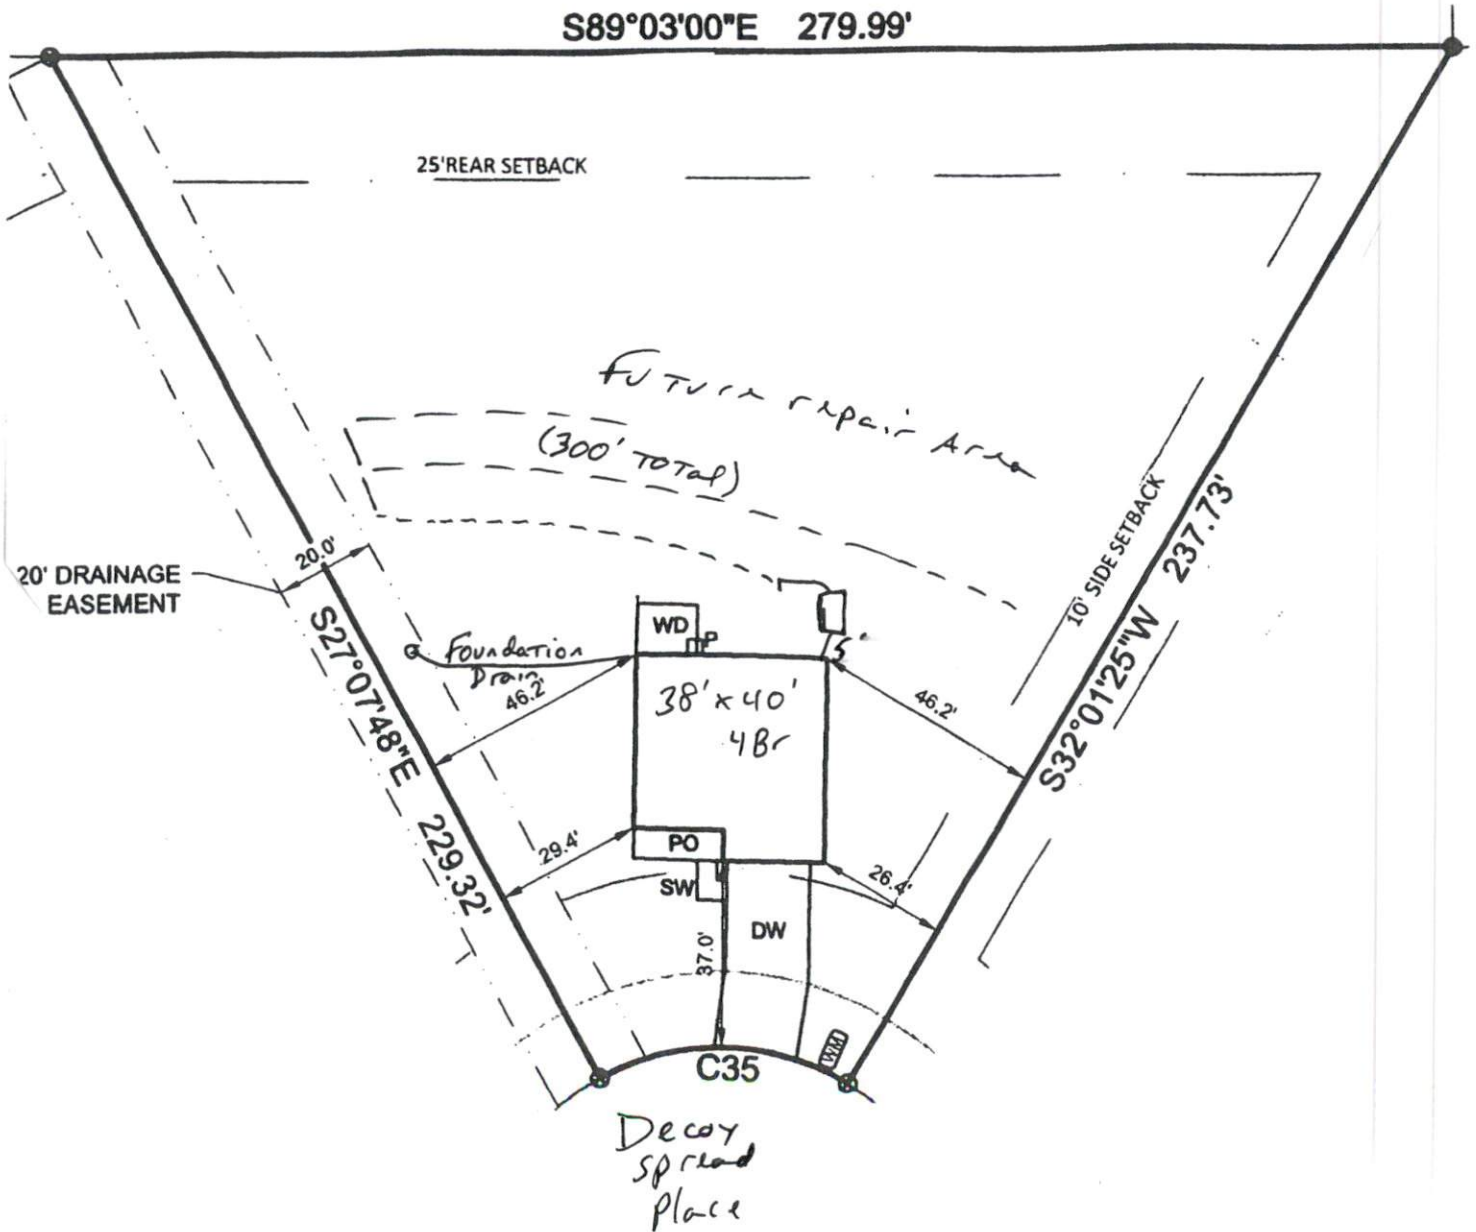 S89°03'00"E 279.99'
25'REAR SETBACK
Future repair Area
(300' Total)
10' SIDE SETBACK
S32°01'25"W 237.73'
20.0'
20' DRAINAGE
EASEMENT
S27°07'48"E 229.32'
WD
P
5'
Foundation
Drain
46.2'
46.2'
38' x 40'
4Br
29.4'
PO
26.4'
SW
DW
37.0'
WM
C35
Decoy
spread
place